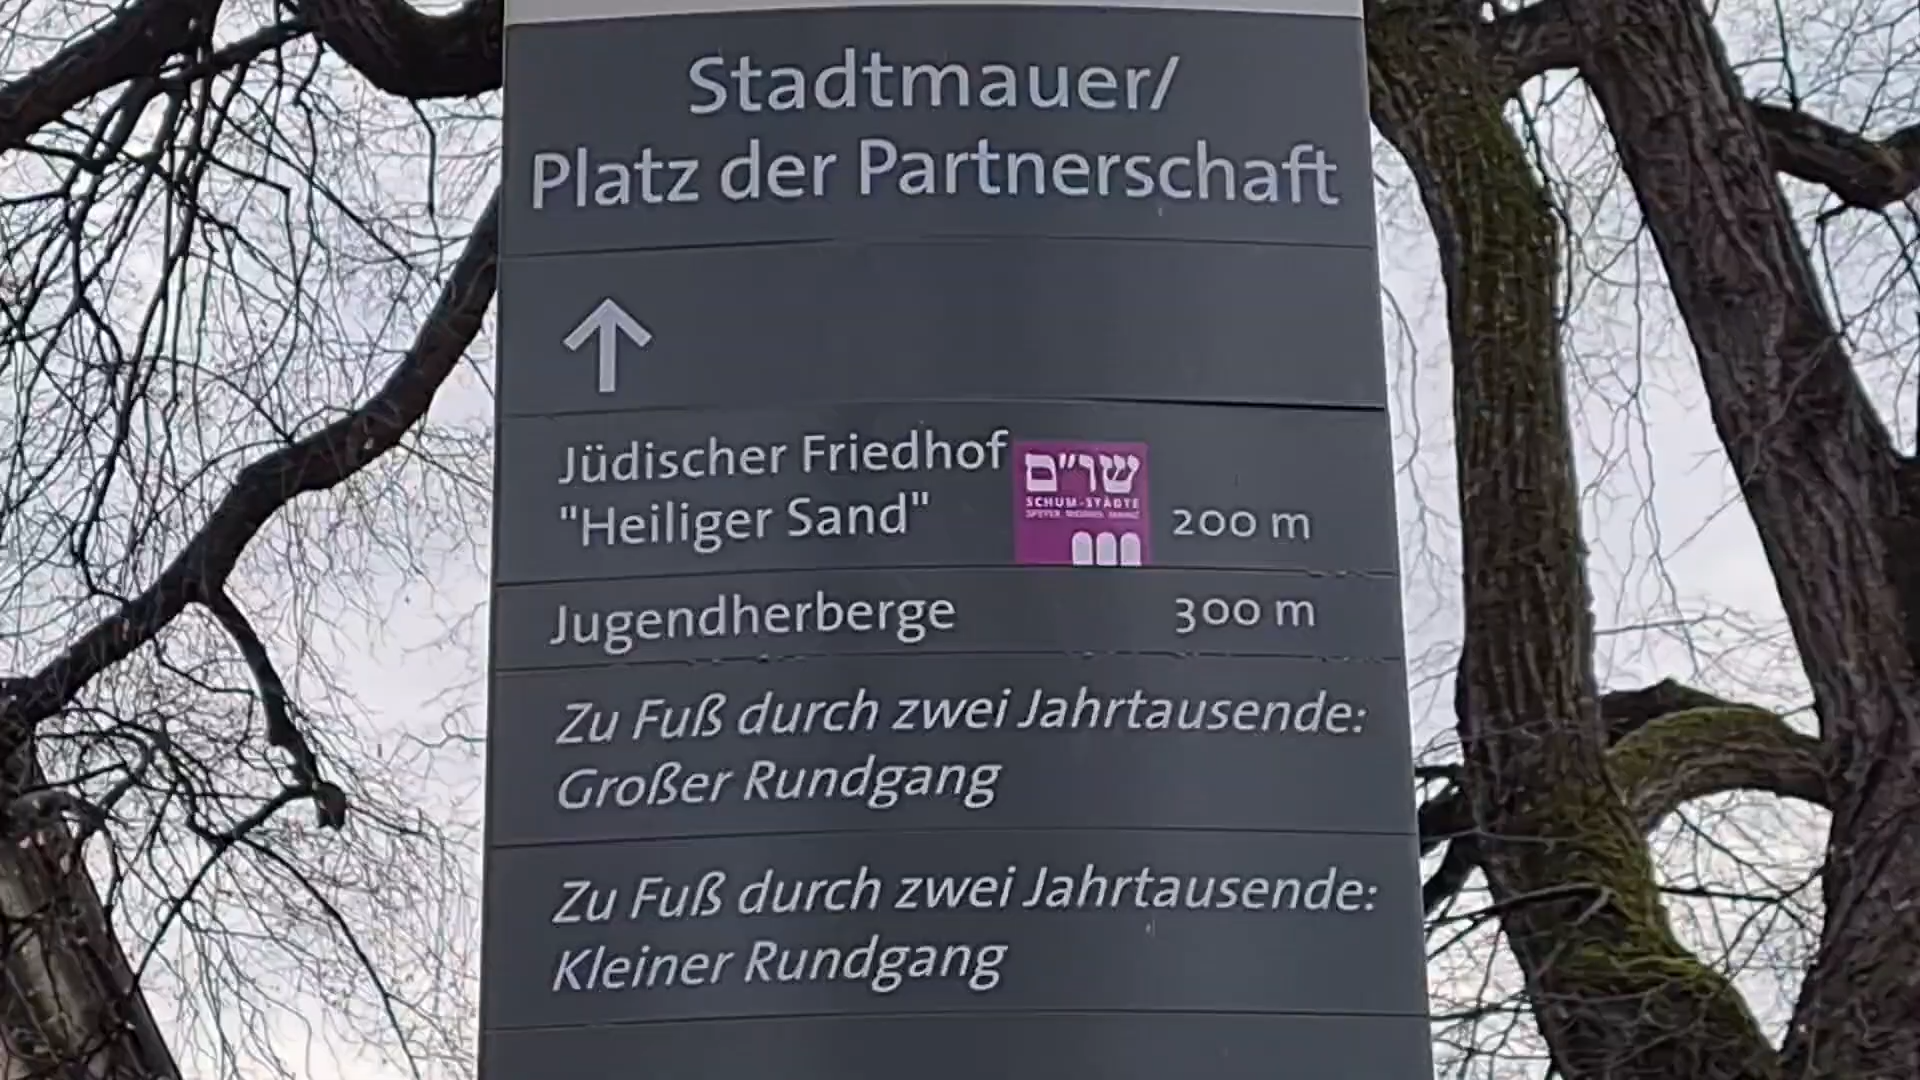 Stadtmauer/
Platz der Partnerschaft
Jüdischer Friedhof
"Heiliger Sand"
שו"ם
SCHUM-STÄDTE
SPEYER WORMS MAINZ
200 m
Jugendherberge 300 m
Zu Fuß durch zwei Jahrtausende:
Großer Rundgang
Zu Fuß durch zwei Jahrtausende:
Kleiner Rundgang